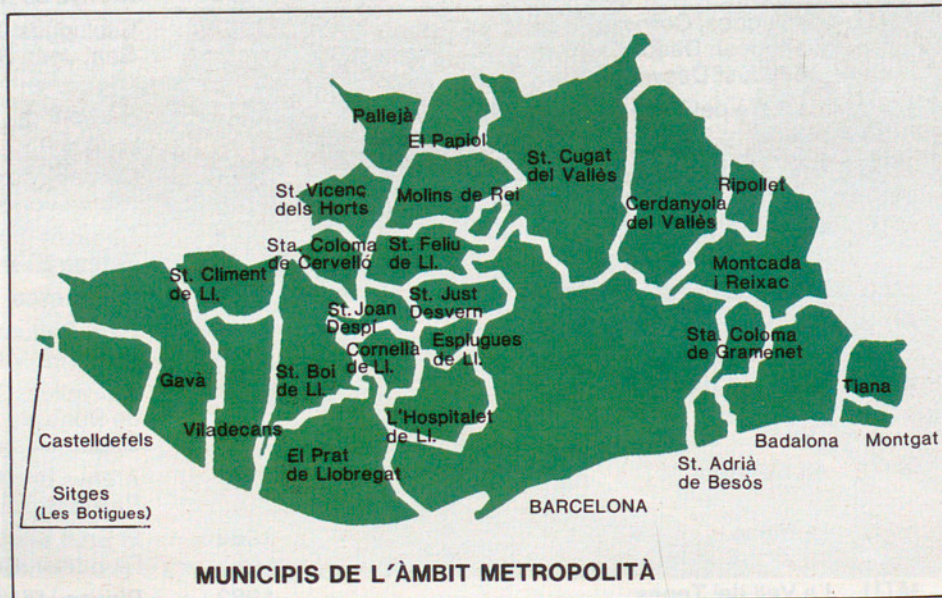 Pallejà
El Papiol
St. Cugat
del Vallès
St. Vicenç
dels Horts
Molins de Rei
Ripollet
Cerdanyola
del Vallès
Sta. Coloma
de Cervelló
St. Feliu
de Ll.
St. Climent
de Ll.
Montcada
i Reixac
St. Joan
Despí
St. Just
Desvern
Sta. Coloma
de Gramenet
Cornella
de Ll.
Esplugues
de Ll.
Gavà
St. Boi
de Ll.
Tiana
L'Hospitalet
de Ll.
Viladecans
Castelldefels
Badalona
Montgat
El Prat
de Llobregat
St. Adrià
de Besòs
Sitges
(Les Botigues)
BARCELONA
MUNICIPIS DE L´ÀMBIT METROPOLITÀ